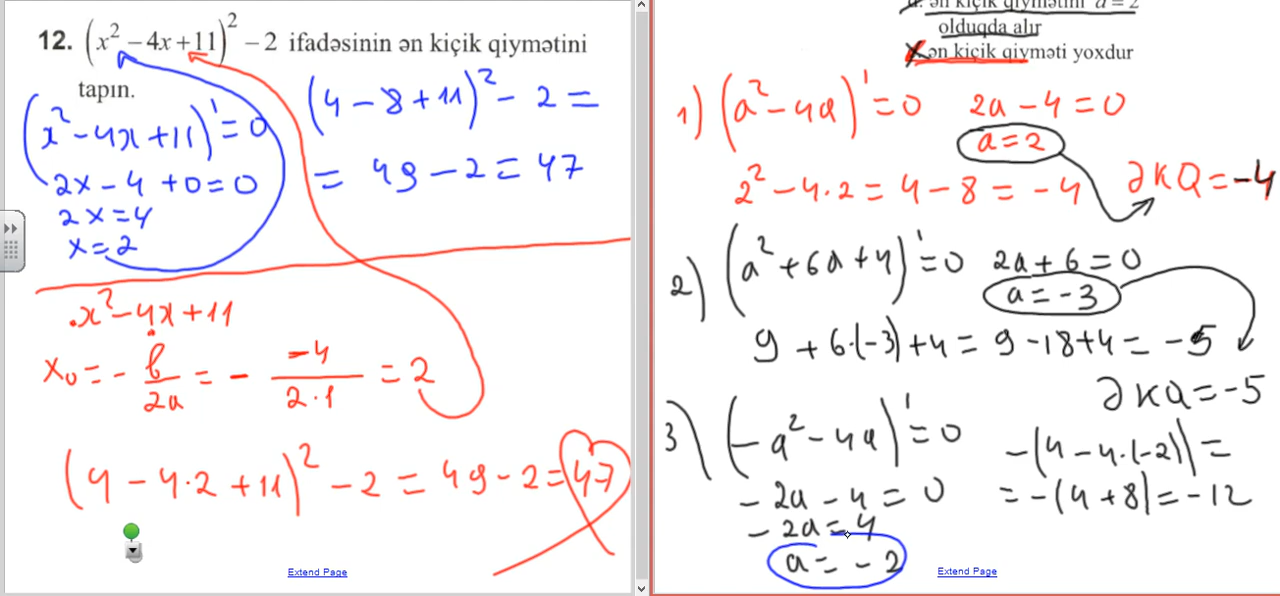 12. (x² − 4x + 11)² − 2 ifadəsinin ən kiçik qiymətini
tapın.
(x² − 4x + 11)' = 0
2x − 4 + 0 = 0
2x = 4
x = 2
(4 − 8 + 11)² − 2 =
= 49 − 2 = 47
x² − 4x + 11
x₀ = − b/2a = − −4/2·1 = 2
(4 − 4·2 + 11)² − 2 = 49 − 2 = 47
Extend Page
ən kiçik qiymətini a = 2
olduqda alır
ən kiçik qiyməti yoxdur
1) (a² − 4a)' = 0 2a − 4 = 0
a = 2
2² − 4·2 = 4 − 8 = −4 ƏKQ = −4
2) (a² + 6a + 4)' = 0 2a + 6 = 0
a = −3
9 + 6·(−3) + 4 = 9 − 18 + 4 = −5
ƏKQ = −5
3) (−a² − 4a)' = 0
− 2a − 4 = 0
− 2a = 4
a = − 2
−(4 − 4·(−2)) =
= −(4 + 8) = −12
Extend Page